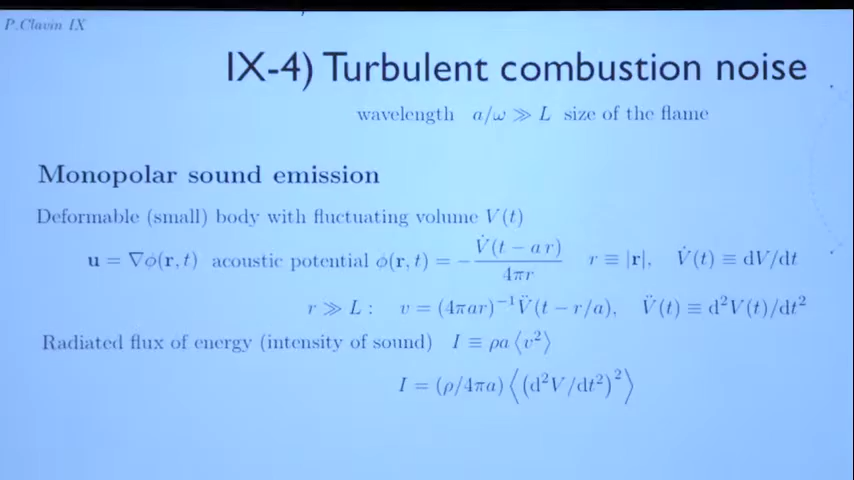 P.Clavin IX
IX-4) Turbulent combustion noise
wavelength a/ω ≫ L size of the flame
Monopolar sound emission
Deformable (small) body with fluctuating volume V(t)
u = ∇ϕ(r, t) acoustic potential ϕ(r, t) = − V̇(t − a r) / 4πr r ≡ |r|, V̇(t) ≡ dV/dt
r ≫ L : v = (4πar)⁻¹V̈(t − r/a), V̈(t) ≡ d²V(t)/dt²
Radiated flux of energy (intensity of sound) I ≡ ρa⟨v²⟩
I = (ρ/4πa)⟨(d²V/dt²)²⟩